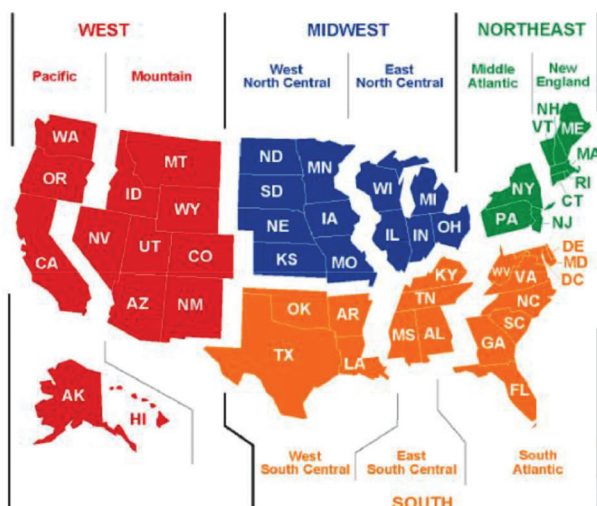 WEST
MIDWEST
NORTHEAST
Pacific
Mountain
West
North Central
East
North Central
Middle
Atlantic
New
England
WA
OR
CA
NV
ID
MT
WY
UT
CO
AZ
NM
AK
HI
ND
SD
NE
KS
MN
IA
MO
WI
IL
MI
IN
OH
NH
VT
ME
MA
RI
CT
NY
PA
NJ
OK
TX
AR
LA
KY
TN
MS
AL
DE
MD
DC
WV
VA
NC
SC
GA
FL
West
South Central
East
South Central
South
Atlantic
SOUTH